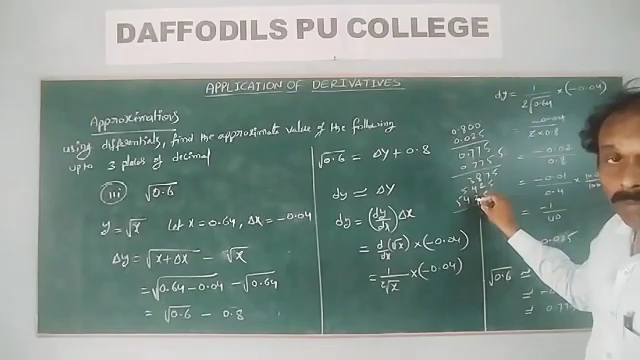 DAFFODILS PU COLLEGE
APPLICATION OF DERIVATIVES
Approximations
using differentials, find the approximate value of the following
upto 3 places of decimal
iii √0.6
y = √x Let x = 0.64, Δx = -0.04
Δy = √x+Δx - √x
= √0.64-0.04 - √0.64
= √0.6 - 0.8
√0.6 = Δy + 0.8
dy ≃ Δy
dy = (dy/dx) Δx
= d/dx (√x) × (-0.04)
= 1/2√x × (-0.04)
0.800
0.025
0.775
dy = 1/2√0.64 × (-0.04)
= -0.04/2 × 0.8
= -0.02/0.8
= -0.01/0.4
= -1/40
√0.6 ≃